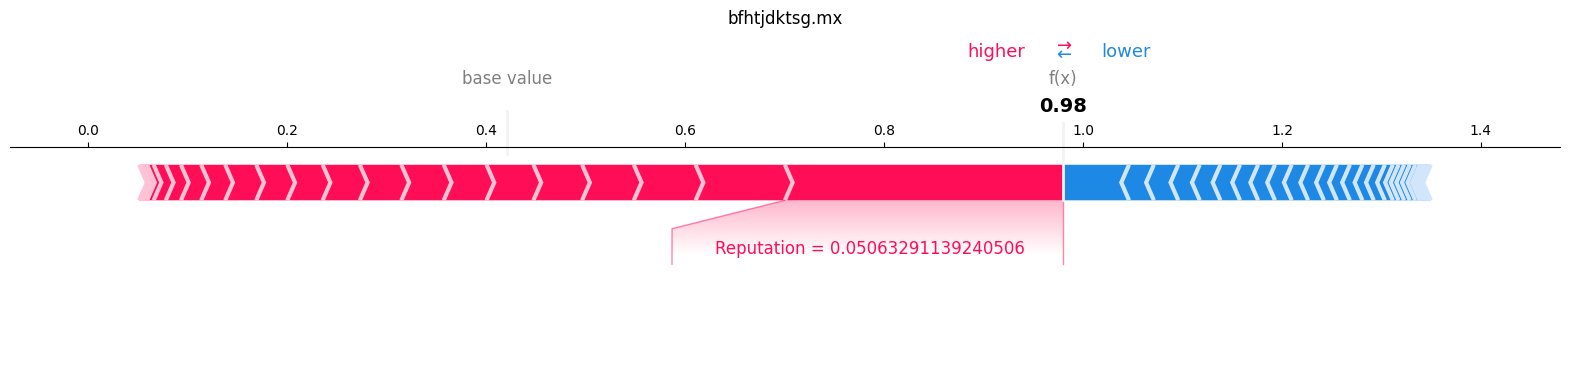 bfhtjdktsg.mx
higher ⇄ lower
base value f(x)
0.98
0.0 0.2 0.4 0.6 0.8 1.0 1.2 1.4
Reputation = 0.05063291139240506